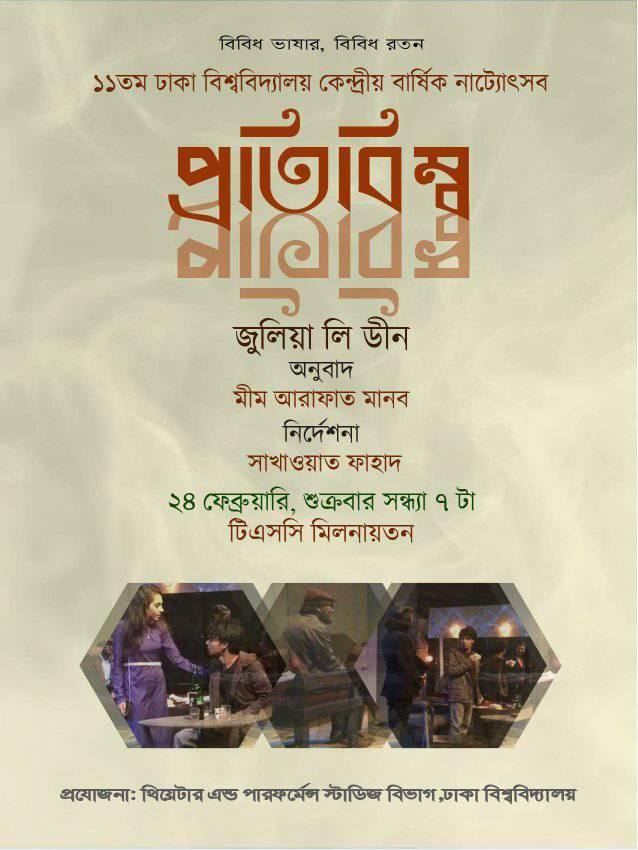 বিবিধ ভাষার, বিবিধ রতন
১১তম ঢাকা বিশ্ববিদ্যালয় কেন্দ্রীয় বার্ষিক নাট্যোৎসব
প্রতিবিম্ব
জুলিয়া লি ডীন
অনুবাদ
মীম আরাফাত মানব
নির্দেশনা
সাখাওয়াত ফাহাদ
২৪ ফেব্রুয়ারি, শুক্রবার সন্ধ্যা ৭ টা
টিএসসি মিলনায়তন
প্রযোজনা: থিয়েটার এন্ড পারফর্মেন্স স্টাডিজ বিভাগ,ঢাকা বিশ্ববিদ্যালয়